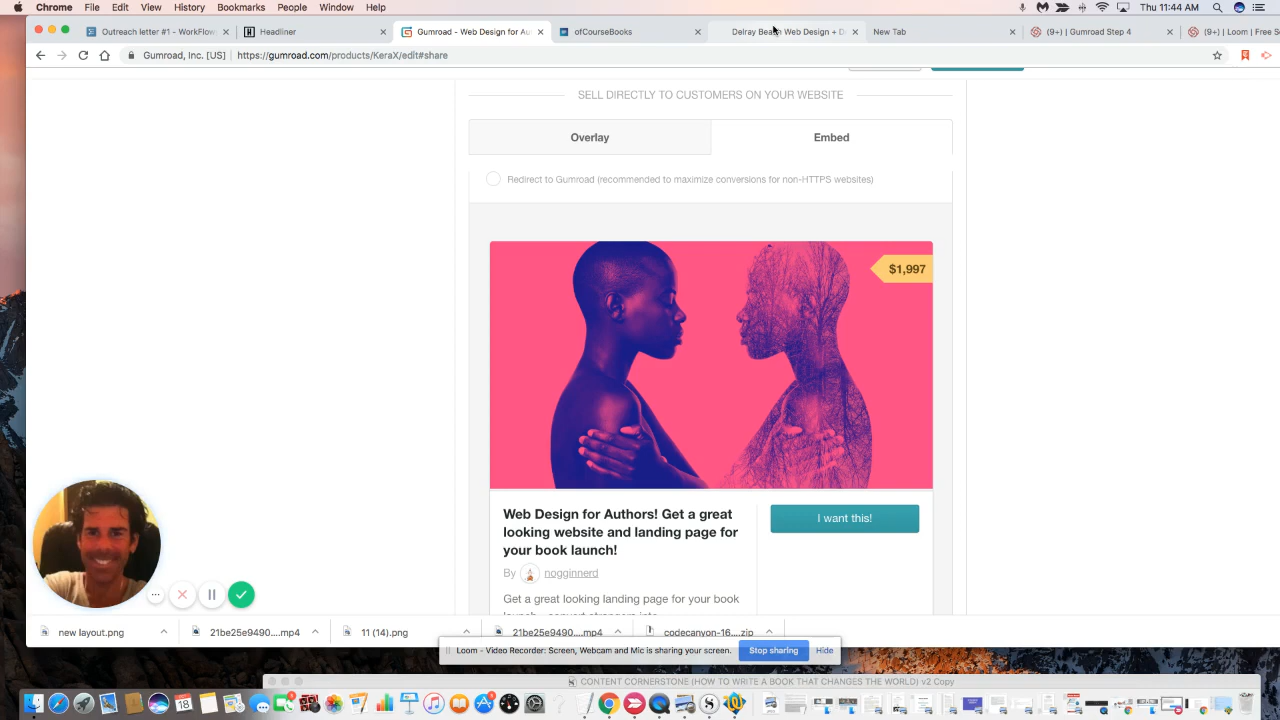 Chrome File Edit View History Bookmarks People Window Help Thu 11:44 AM
Outreach letter #1 - WorkFlow Headliner Gumroad - Web Design for Au ofCourseBooks Delray Beach Web Design + D New Tab (9+) | Gumroad Step 4 (9+) | Loom | Free S
Gumroad, Inc. [US] https://gumroad.com/products/KeraX/edit#share
SELL DIRECTLY TO CUSTOMERS ON YOUR WEBSITE
Overlay Embed
Redirect to Gumroad (recommended to maximize conversions for non-HTTPS websites)
$1,997
Web Design for Authors! Get a great
looking website and landing page for
your book launch!
I want this!
By nogginnerd
Get a great looking landing page for your book
new layout.png 21be25e9490....mp4 11 (14).png 21be25e9490....mp4 codecanyon-16....zip
Loom - Video Recorder: Screen, Webcam and Mic is sharing your screen. Stop sharing Hide
CONTENT CORNERSTONE (HOW TO WRITE A BOOK THAT CHANGES THE WORLD) v2 Copy
18